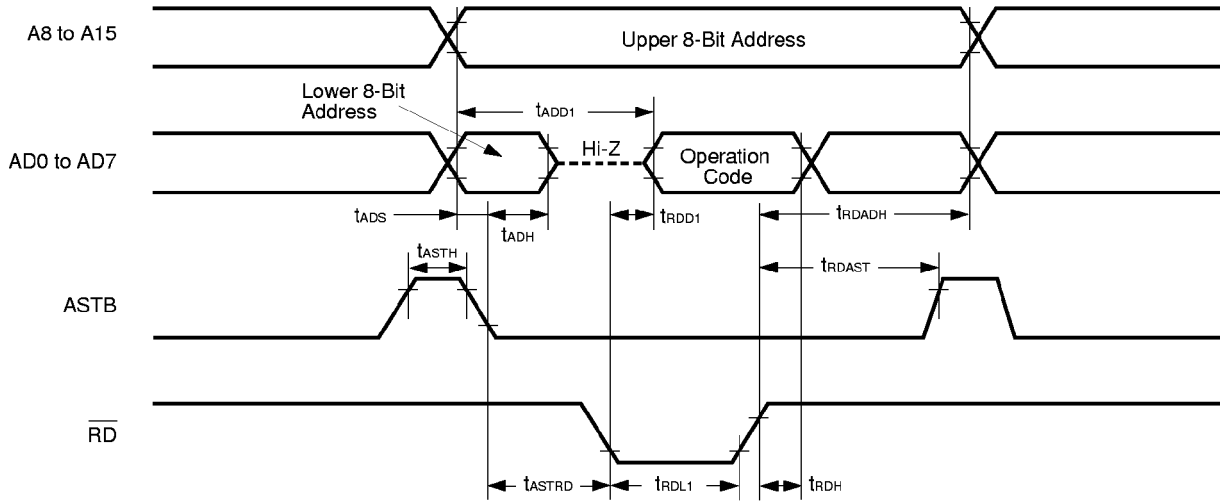 A8 to A15
Upper 8-Bit Address
Lower 8-Bit
Address
tADD1
AD0 to AD7
Hi-Z
Operation
Code
tADS
tADH
tRDD1
tRDADH
tASTH
tRDAST
ASTB
RD
tASTRD
tRDL1
tRDH